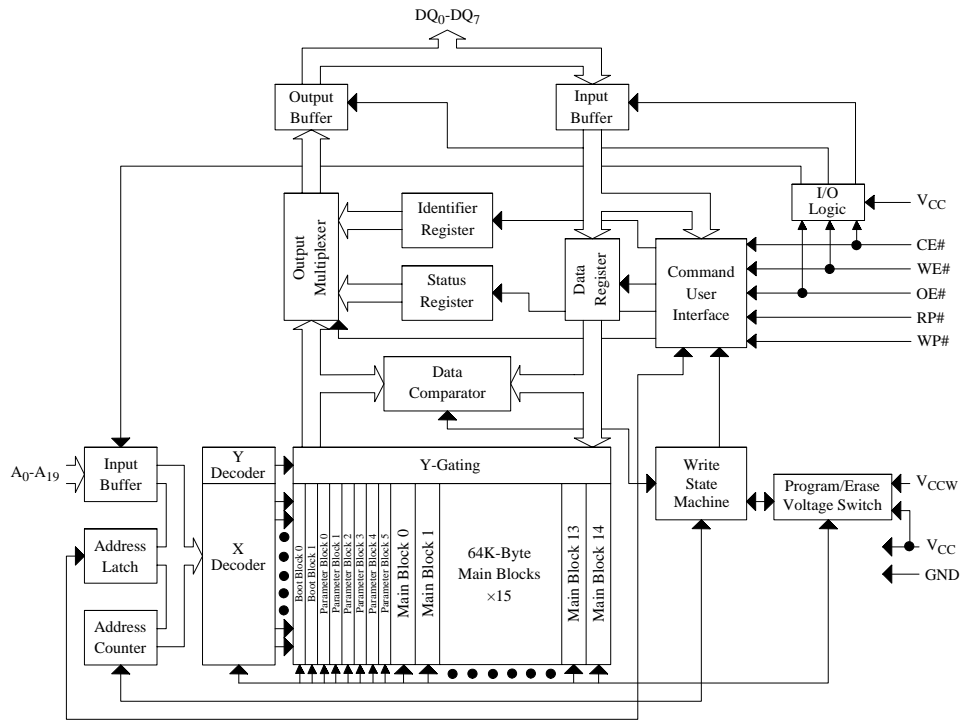 DQ0-DQ7
Output
Buffer
Input
Buffer
I/O
Logic
VCC
Output
Multiplexer
Identifier
Register
Status
Register
Data
Register
Command
User
Interface
CE#
WE#
OE#
RP#
WP#
Data
Comparator
A0-A19
Input
Buffer
Y
Decoder
Y-Gating
Write
State
Machine
Program/Erase
Voltage Switch
VCCW
VCC
GND
Address
Latch
X
Decoder
Address
Counter
Boot Block 0
Boot Block 1
Parameter Block 0
Parameter Block 1
Parameter Block 2
Parameter Block 3
Parameter Block 4
Parameter Block 5
Main Block 0
Main Block 1
64K-Byte
Main Blocks
×15
Main Block 13
Main Block 14